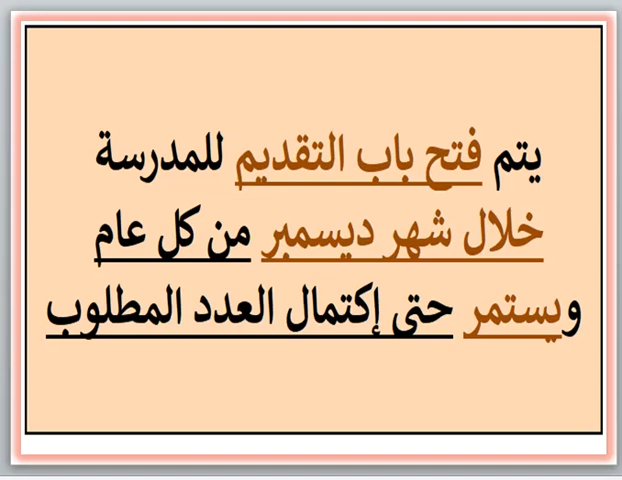 يتم فتح باب التقديم للمدرسة
خلال شهر ديسمبر من كل عام
ويستمر حتى إكتمال العدد المطلوب